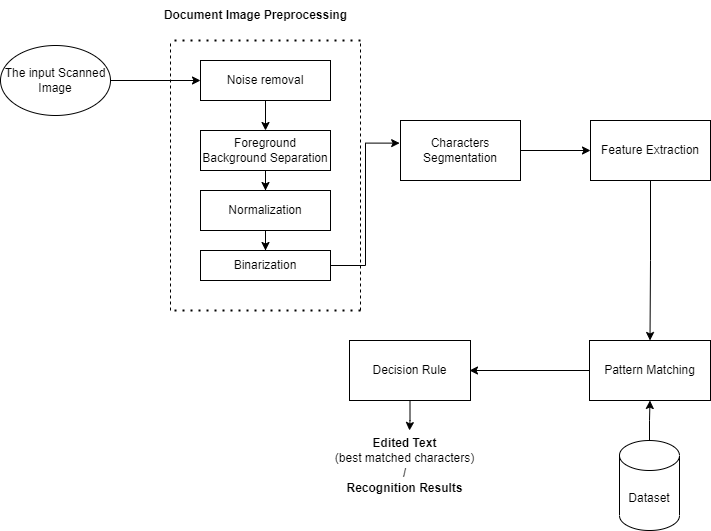 Document Image Preprocessing
The input Scanned
Image
Noise removal
Foreground
Background Separation
Normalization
Binarization
Characters
Segmentation
Feature Extraction
Pattern Matching
Decision Rule
Edited Text
(best matched characters)
/
Recognition Results
Dataset